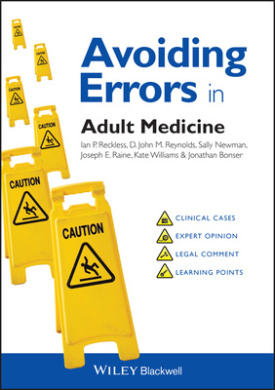 Avoiding
Errors in
Adult Medicine
Ian P. Reckless, D. John M. Reynolds, Sally Newman,
Joseph E. Raine, Kate Williams & Jonathan Bonser
CAUTION
CAUTION
CAUTION
CLINICAL CASES
EXPERT OPINION
LEGAL COMMENT
LEARNING POINTS
WILEY Blackwell